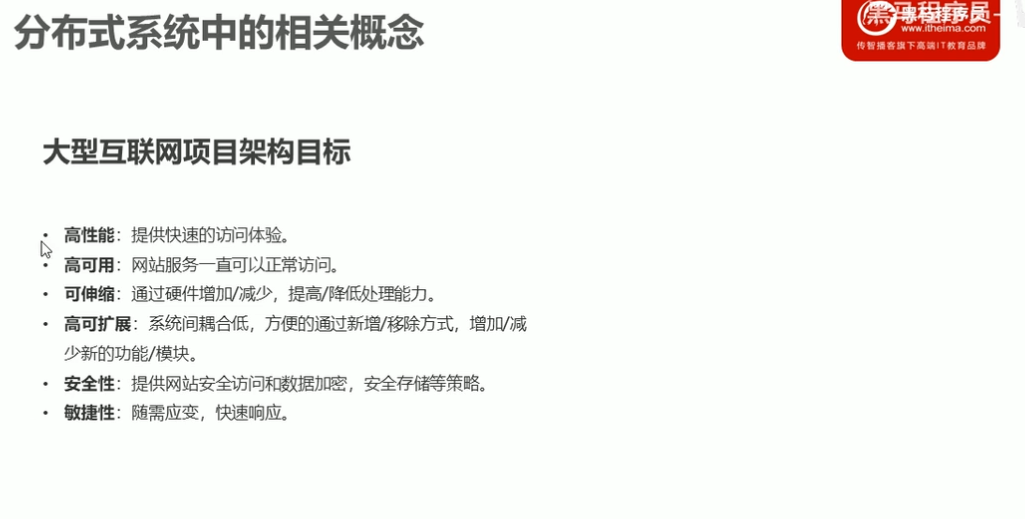 分布式系统中的相关概念
黑马程序员
www.itheima.com
传智播客旗下高端IT教育品牌
大型互联网项目架构目标
• 高性能：提供快速的访问体验。
• 高可用：网站服务一直可以正常访问。
• 可伸缩：通过硬件增加/减少，提高/降低处理能力。
• 高可扩展：系统间耦合低，方便的通过新增/移除方式，增加/减
少新的功能/模块。
• 安全性：提供网站安全访问和数据加密，安全存储等策略。
• 敏捷性：随需应变，快速响应。